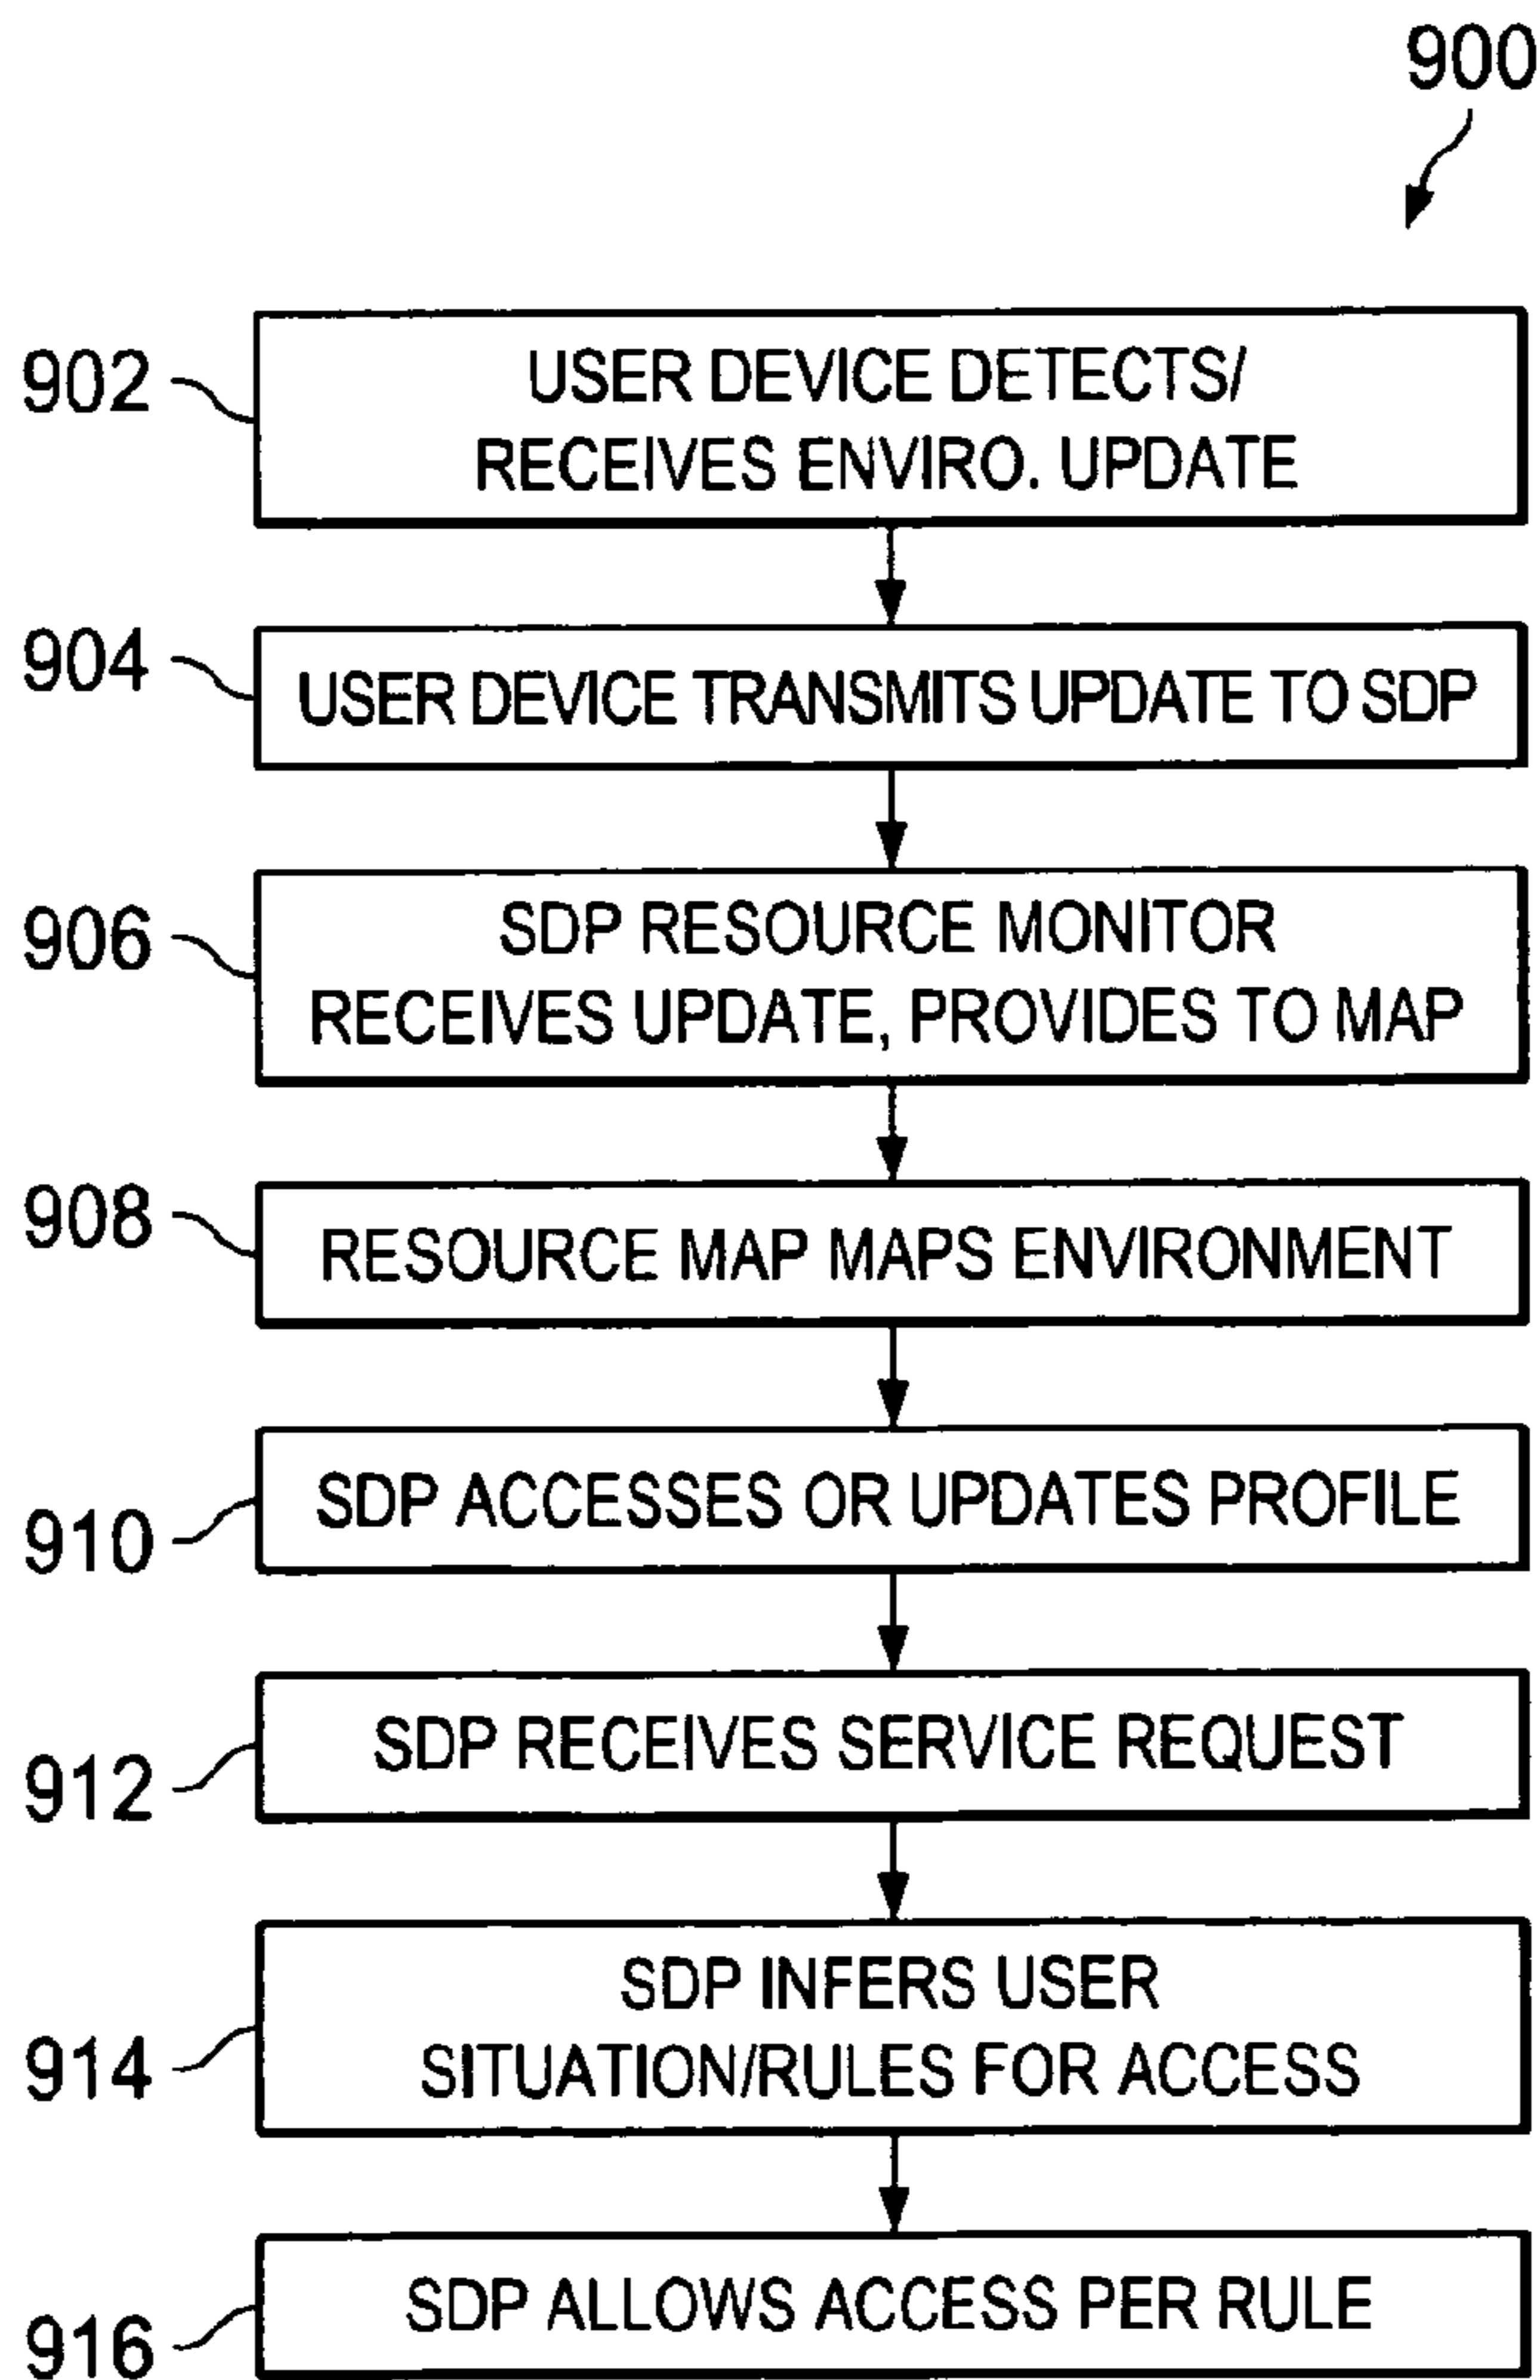 900
902
USER DEVICE DETECTS/
RECEIVES ENVIRO. UPDATE
904
USER DEVICE TRANSMITS UPDATE TO SDP
906
SDP RESOURCE MONITOR
RECEIVES UPDATE, PROVIDES TO MAP
908
RESOURCE MAP MAPS ENVIRONMENT
910
SDP ACCESSES OR UPDATES PROFILE
912
SDP RECEIVES SERVICE REQUEST
914
SDP INFERS USER
SITUATION/RULES FOR ACCESS
916
SDP ALLOWS ACCESS PER RULE